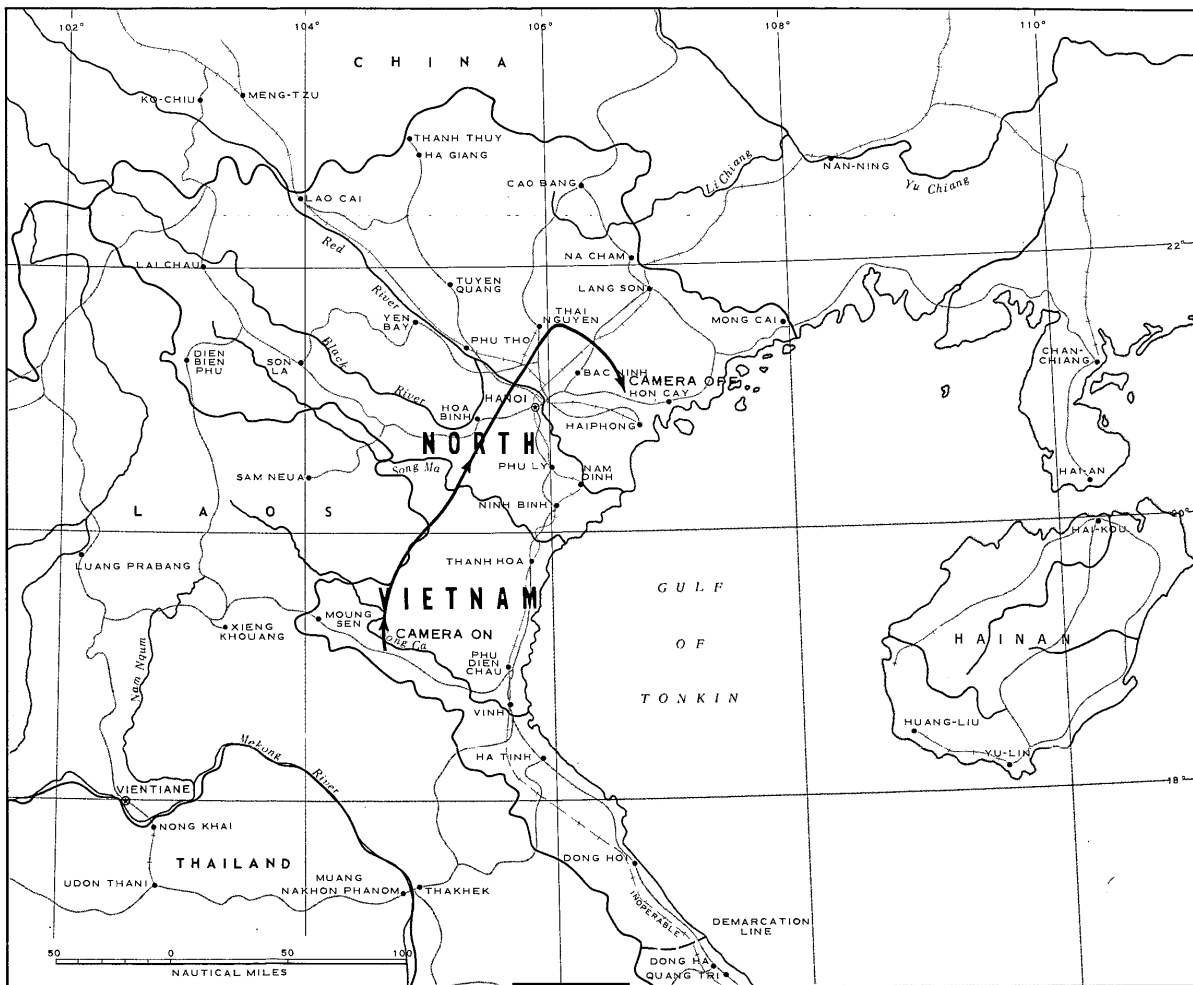 102°
104°
106°
108°
110°
C H I N A
KO-CHIU
MENG-TZU
THANH THUY
HA GIANG
CAO BANG
Li Chiang
NAN-NING
Yu Chiang
LAO CAI
Red
River
NA CHAM
22°
LAI CHAU
TUYEN
QUANG
LANG SON
THAI
NGUYEN
YEN
BAY
MONG CAI
PHU THO
DIEN
BIEN
PHU
SON
LA
Black
River
BAC NINH
CAMERA OFF
HON CAY
CHAN-
CHIANG
HANOI
HOA
BINH
HAIPHONG
NORTH
Song Ma
PHU LY
NAM
DINH
SAM NEUA
HAI-AN
NINH BINH
L A O S
20°
HAI-KOU
LUANG PRABANG
THANH HOA
GULF
VIETNAM
MOUNG
SEN
XIENG
KHOUANG
CAMERA ON
Song Ca
OF
HAINAN
PHU
DIEN
CHAU
Nam Ngum
TONKIN
VINH
HUANG-LIU
YU-LIN
Mekong
River
HA TINH
18°
VIENTIANE
NONG KHAI
THAILAND
DONG HOI
UDON THANI
MUANG
NAKHON PHANOM
THAKHEK
INOPERABLE
DEMARCATION
LINE
50 0 50 100
NAUTICAL MILES
DONG HA
QUANG TRI